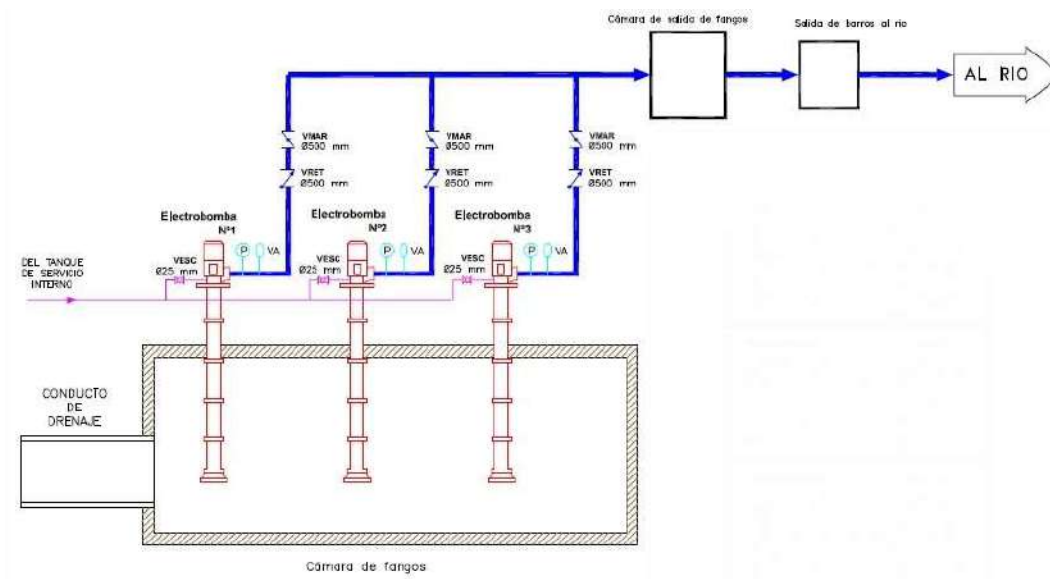 Cámara de salida de fangos
Salida de barros al rio
AL RIO
VMAR
Ø500 mm
VRET
Ø500 mm
VMAR
Ø500 mm
VRET
Ø500 mm
VMAR
Ø500 mm
VRET
Ø500 mm
Electrobomba
Nº1
Electrobomba
Nº2
Electrobomba
Nº3
P
VA
P
VA
P
VA
VESC
Ø25 mm
VESC
Ø25 mm
VESC
Ø25 mm
DEL TANQUE
DE SERVICIO
INTERNO
CONDUCTO
DE
DRENAJE
Cámara de fangos